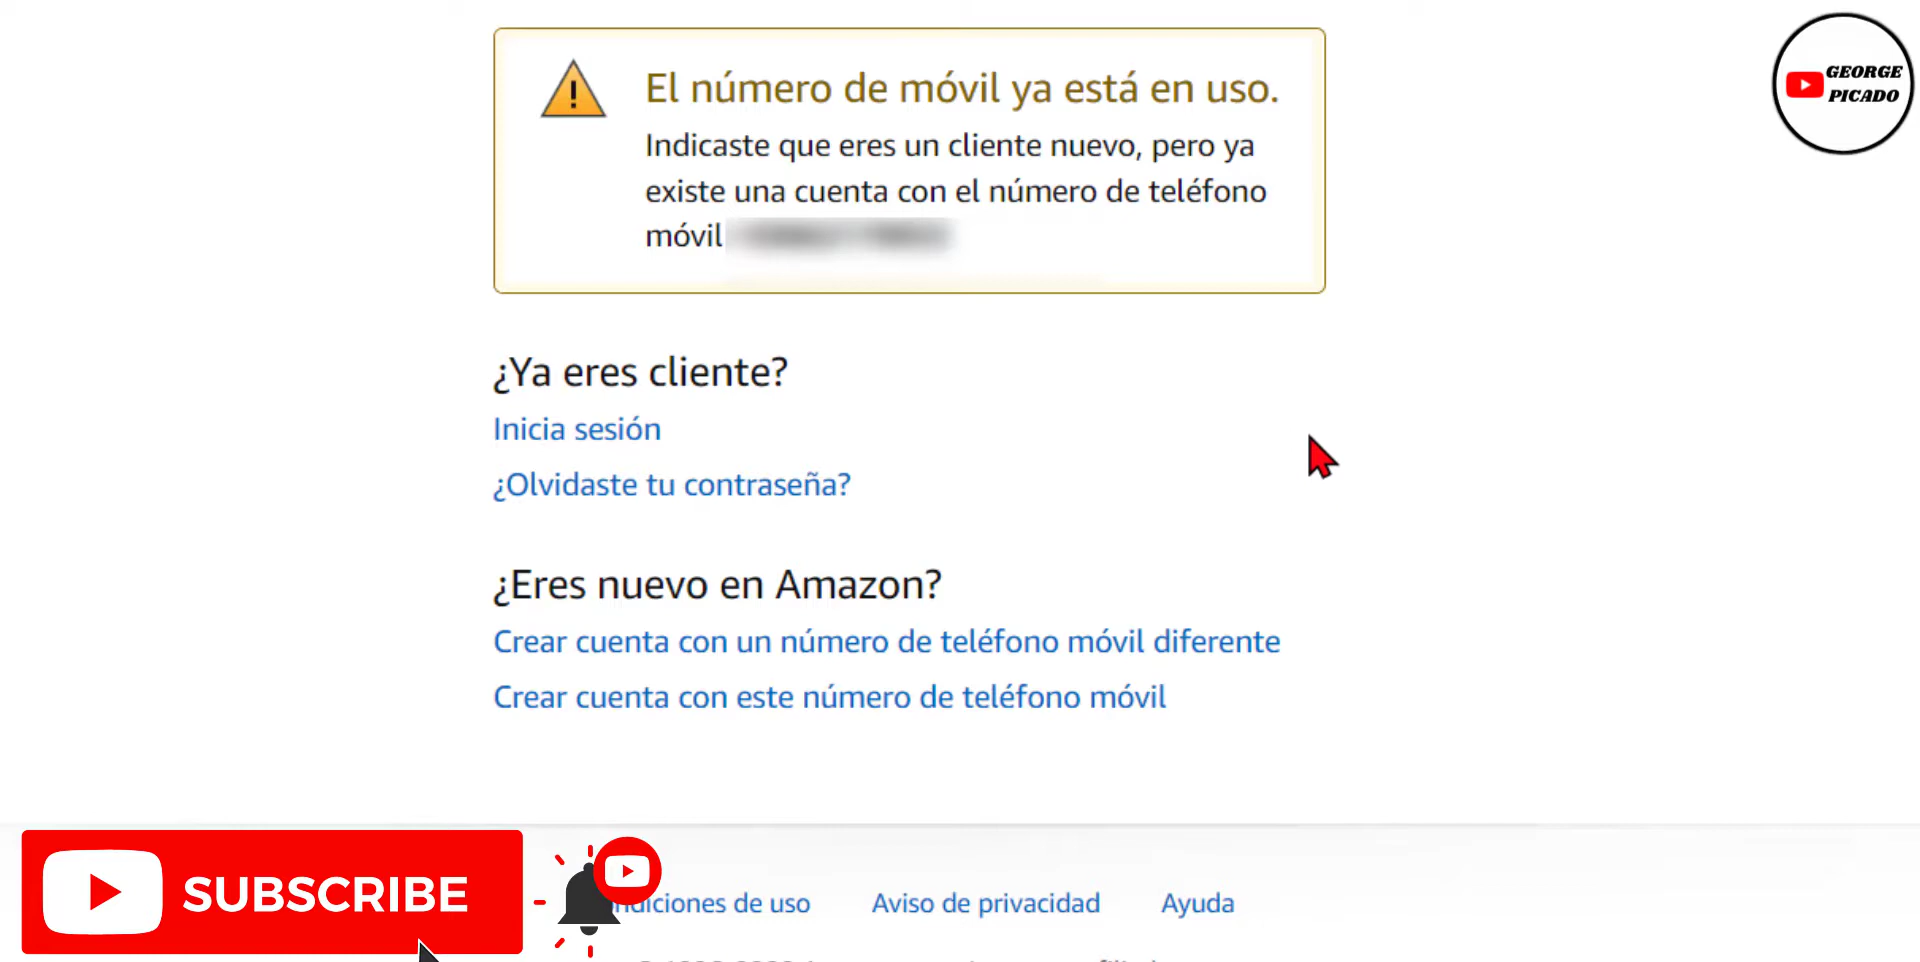 El número de móvil ya está en uso.
Indicaste que eres un cliente nuevo, pero ya
existe una cuenta con el número de teléfono
móvil
GEORGE
PICADO
¿Ya eres cliente?
Inicia sesión
¿Olvidaste tu contraseña?
¿Eres nuevo en Amazon?
Crear cuenta con un número de teléfono móvil diferente
Crear cuenta con este número de teléfono móvil
SUBSCRIBE
de uso Aviso de privacidad Ayuda